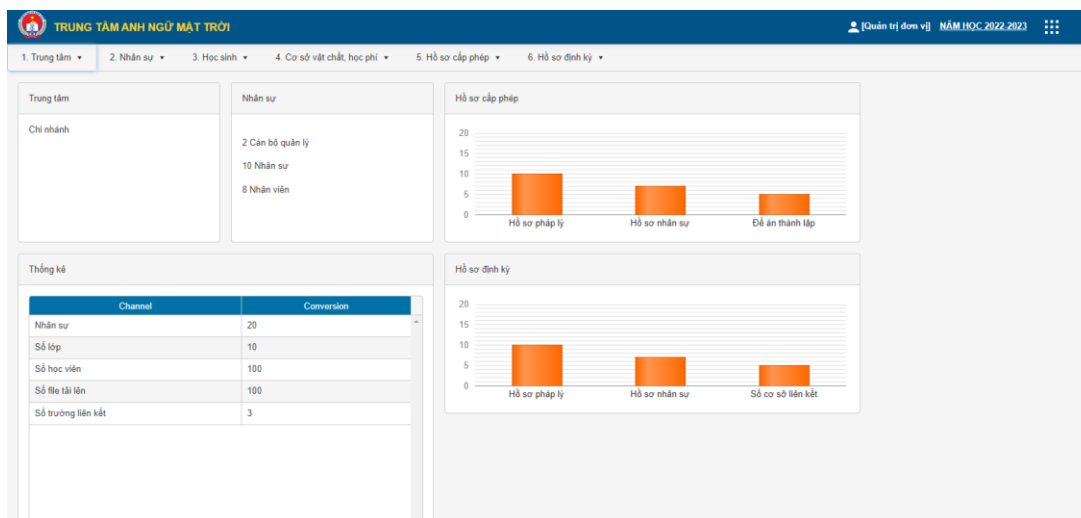 TRUNG TÂM ANH NGỮ MẶT TRỜI
[Quản trị đơn vị] NĂM HỌC 2022-2023
1. Trung tâm 2. Nhân sự 3. Học sinh 4. Cơ sở vật chất, học phí 5. Hồ sơ cấp phép 6. Hồ sơ định kỳ
Trung tâm
Chi nhánh
Nhân sự
2 Cán bộ quản lý
10 Nhân sự
8 Nhân viên
Hồ sơ cấp phép
20
15
10
5
0
Hồ sơ pháp lý Hồ sơ nhân sự Đề án thành lập
Thống kê
Channel Conversion
Nhân sự 20
Số lớp 10
Số học viên 100
Số file tải lên 100
Số trường liên kết 3
Hồ sơ định kỳ
20
15
10
5
0
Hồ sơ pháp lý Hồ sơ nhân sự Số cơ sở liên kết